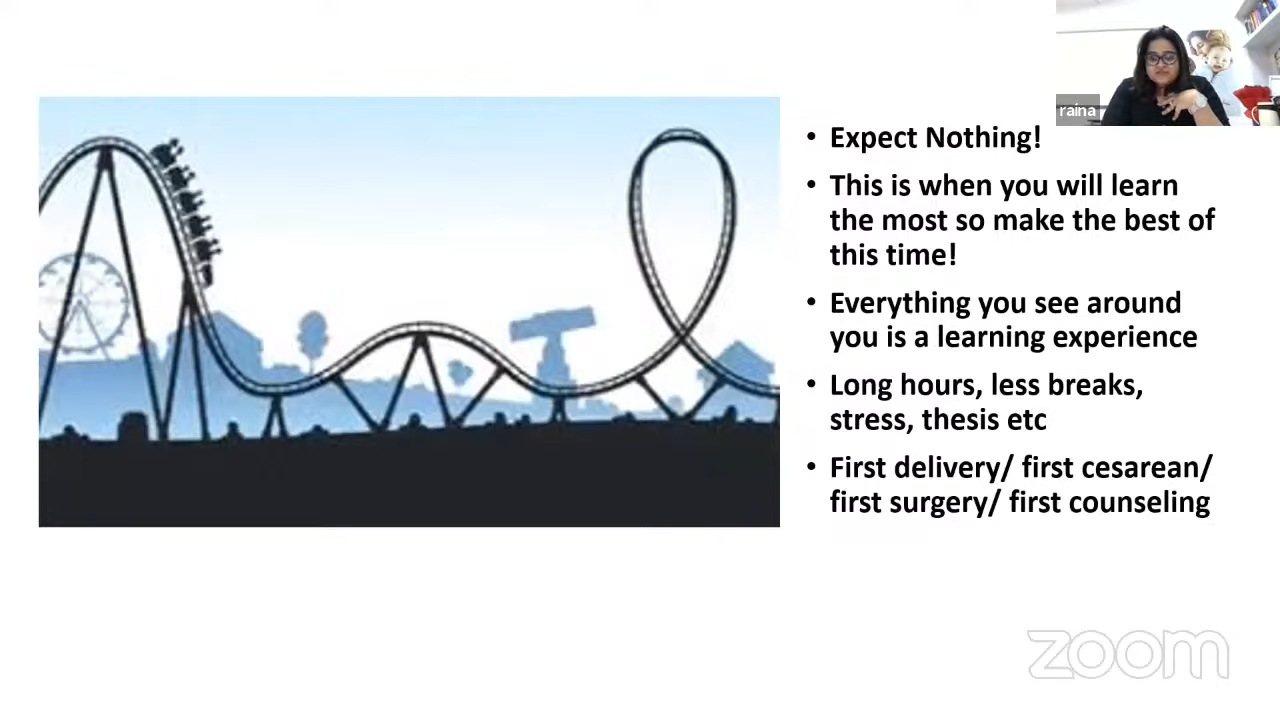 raina
• Expect Nothing!
• This is when you will learn
the most so make the best of
this time!
• Everything you see around
you is a learning experience
• Long hours, less breaks,
stress, thesis etc
• First delivery/ first cesarean/
first surgery/ first counseling
zoom